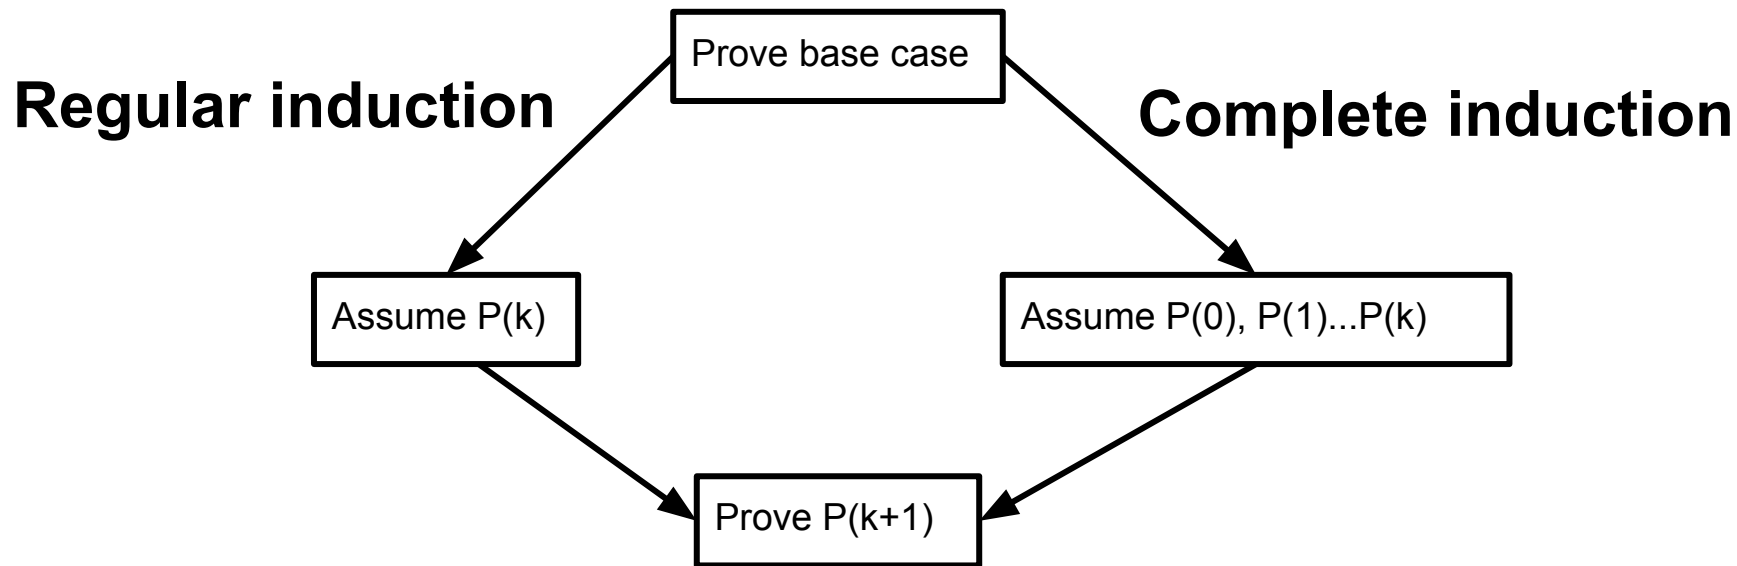 Prove base case
Regular induction
Complete induction
Assume P(k)
Assume P(0), P(1)...P(k)
Prove P(k+1)